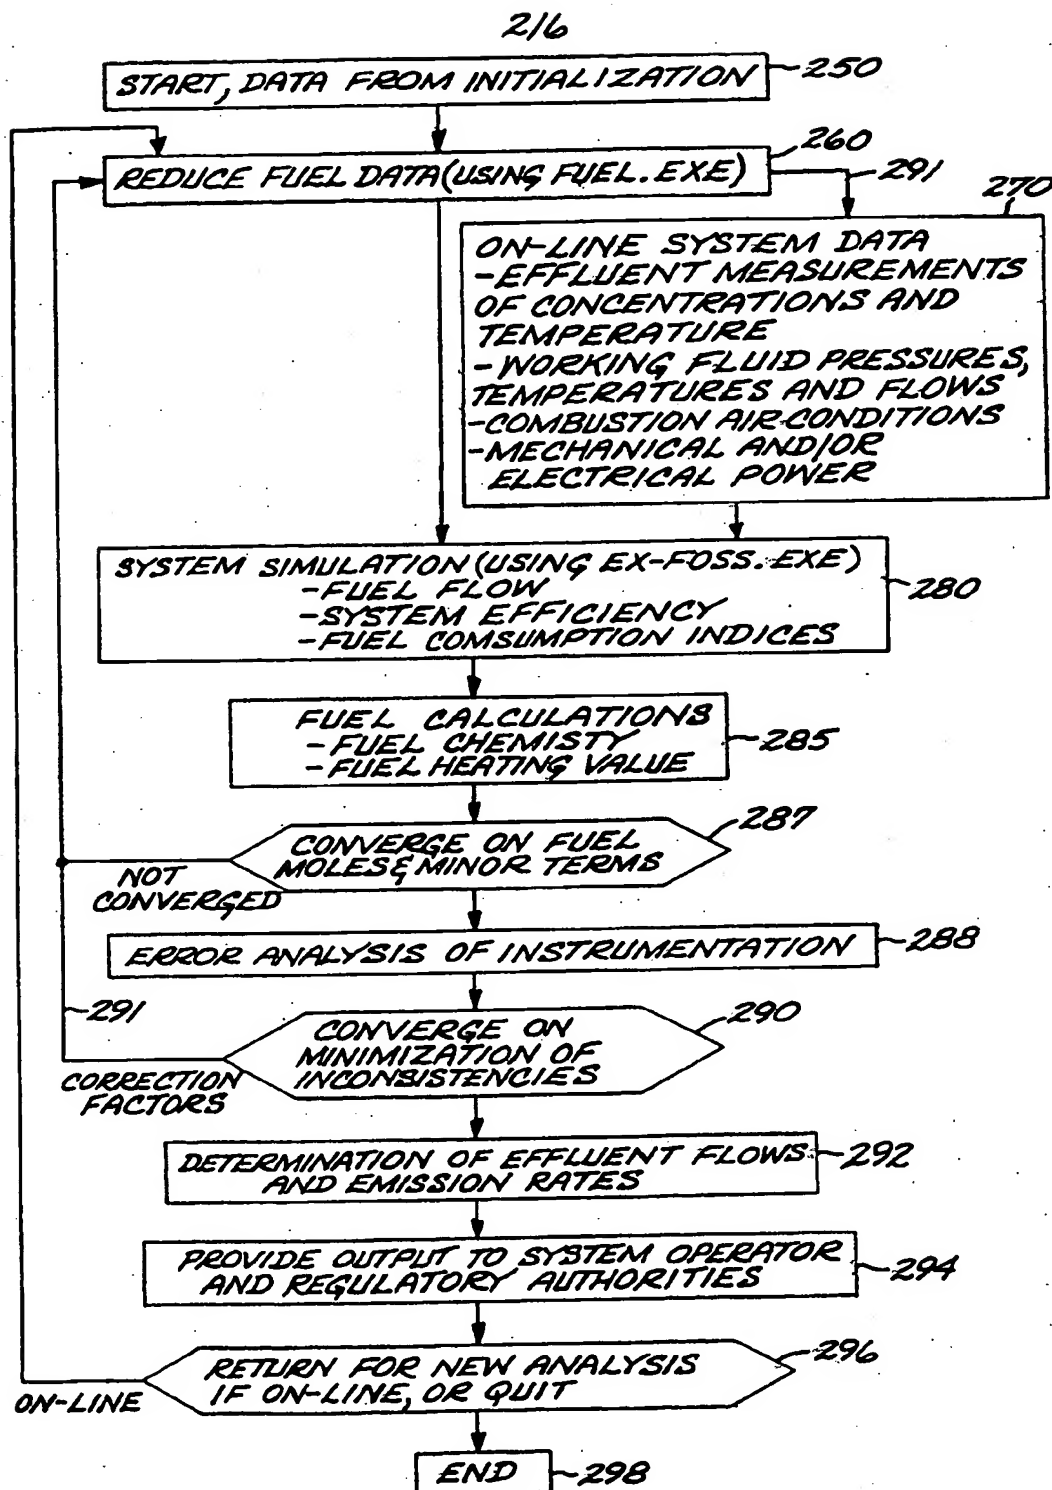 2/6
START, DATA FROM INITIALIZATION
250
REDUCE FUEL DATA (USING FUEL.EXE)
260
291
270
ON-LINE SYSTEM DATA
-EFFLUENT MEASUREMENTS
OF CONCENTRATIONS AND
TEMPERATURE
-WORKING FLUID PRESSURES,
TEMPERATURES AND FLOWS
-COMBUSTION AIR-CONDITIONS
-MECHANICAL AND/OR
ELECTRICAL POWER
SYSTEM SIMULATION (USING EX-FOSS.EXE)
-FUEL FLOW
-SYSTEM EFFICIENCY
-FUEL COMSUMPTION INDICES
280
FUEL CALCULATIONS
-FUEL CHEMISTY
-FUEL HEATING VALUE
285
CONVERGE ON FUEL
MOLES & MINOR TERMS
287
NOT
CONVERGED
ERROR ANALYSIS OF INSTRUMENTATION
288
291
CONVERGE ON
MINIMIZATION OF
INCONSISTENCIES
290
CORRECTION
FACTORS
DETERMINATION OF EFFLUENT FLOWS
AND EMISSION RATES
292
PROVIDE OUTPUT TO SYSTEM OPERATOR
AND REGULATORY AUTHORITIES
294
RETURN FOR NEW ANALYSIS
IF ON-LINE, OR QUIT
296
ON-LINE
END
298